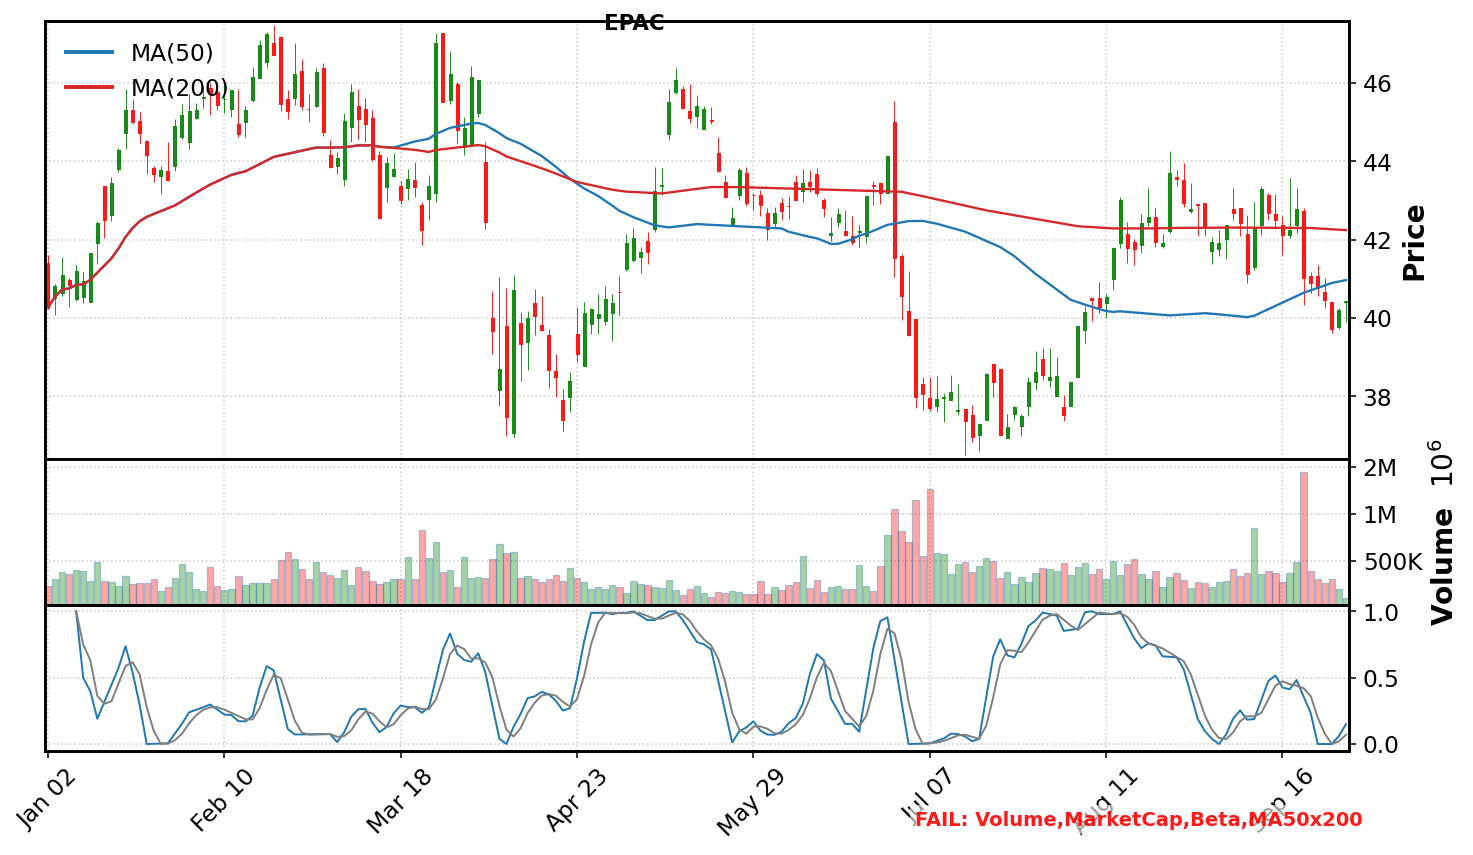 EPAC
MA(50)
MA(200)
46
44
42
40
38
Price
2M
1M
500K
Volume 10^6
1.0
0.5
0.0
Jan 02
Feb 10
Mar 18
Apr 23
May 29
Jul 07
Aug 11
Sep 16
FAIL: Volume,MarketCap,Beta,MA50x200